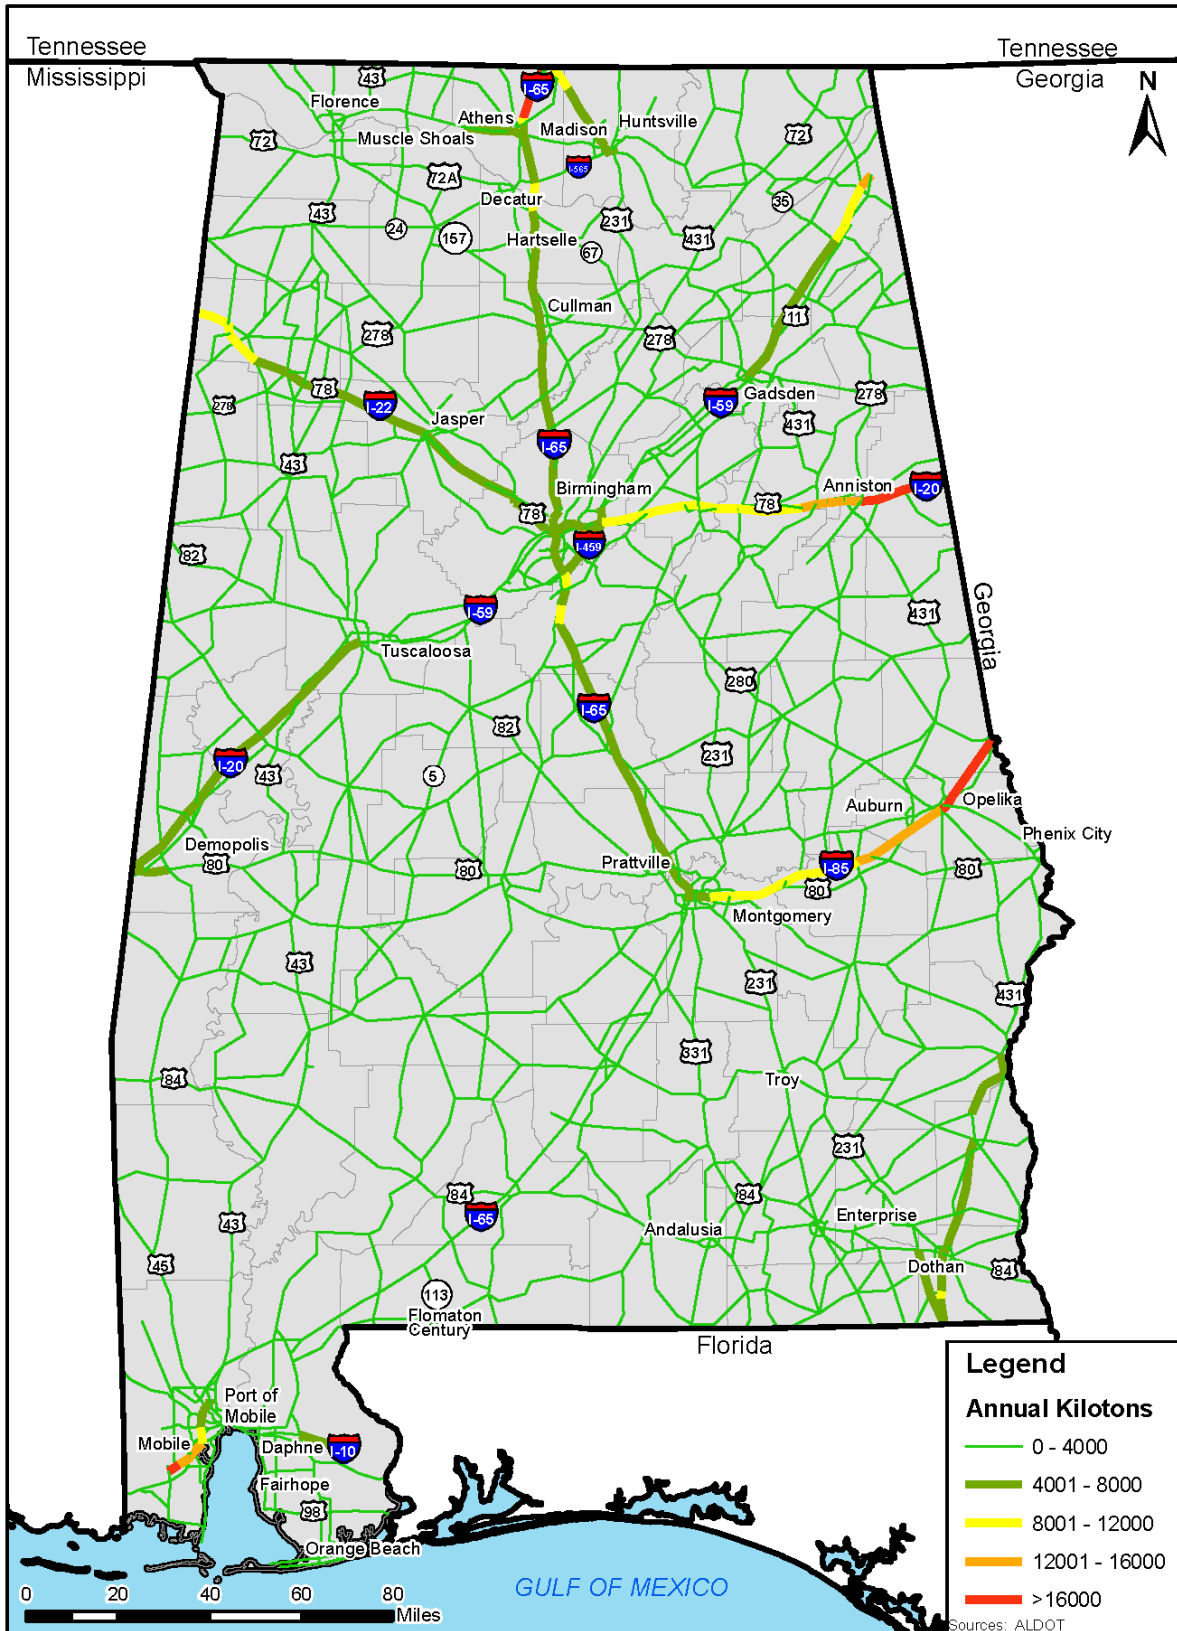 Tennessee
Tennessee
Mississippi
Georgia
N
43
I-65
Florence
Athens
Madison
Huntsville
72
Muscle Shoals
72
I-565
72A
Decatur
35
43
231
24
157
Hartselle
67
431
Cullman
11
278
278
78
I-22
Gadsden
278
278
I-59
Jasper
431
I-65
43
Birmingham
Anniston
I-20
78
78
I-459
82
Georgia
I-59
431
Tuscaloosa
280
I-65
82
231
I-20
43
5
Auburn
Opelika
Phenix City
Demopolis
80
Prattville
80
I-85
80
80
Montgomery
43
231
431
331
84
Troy
231
84
84
I-65
43
Andalusia
Enterprise
45
Dothan
84
113
Flomaton
Century
Florida
Port of
Mobile
Mobile
Daphne
I-10
Fairhope
98
Orange Beach
GULF OF MEXICO
0 20 40 60 80
Miles
Legend
Annual Kilotons
0 - 4000
4001 - 8000
8001 - 12000
12001 - 16000
>16000
Sources: ALDOT